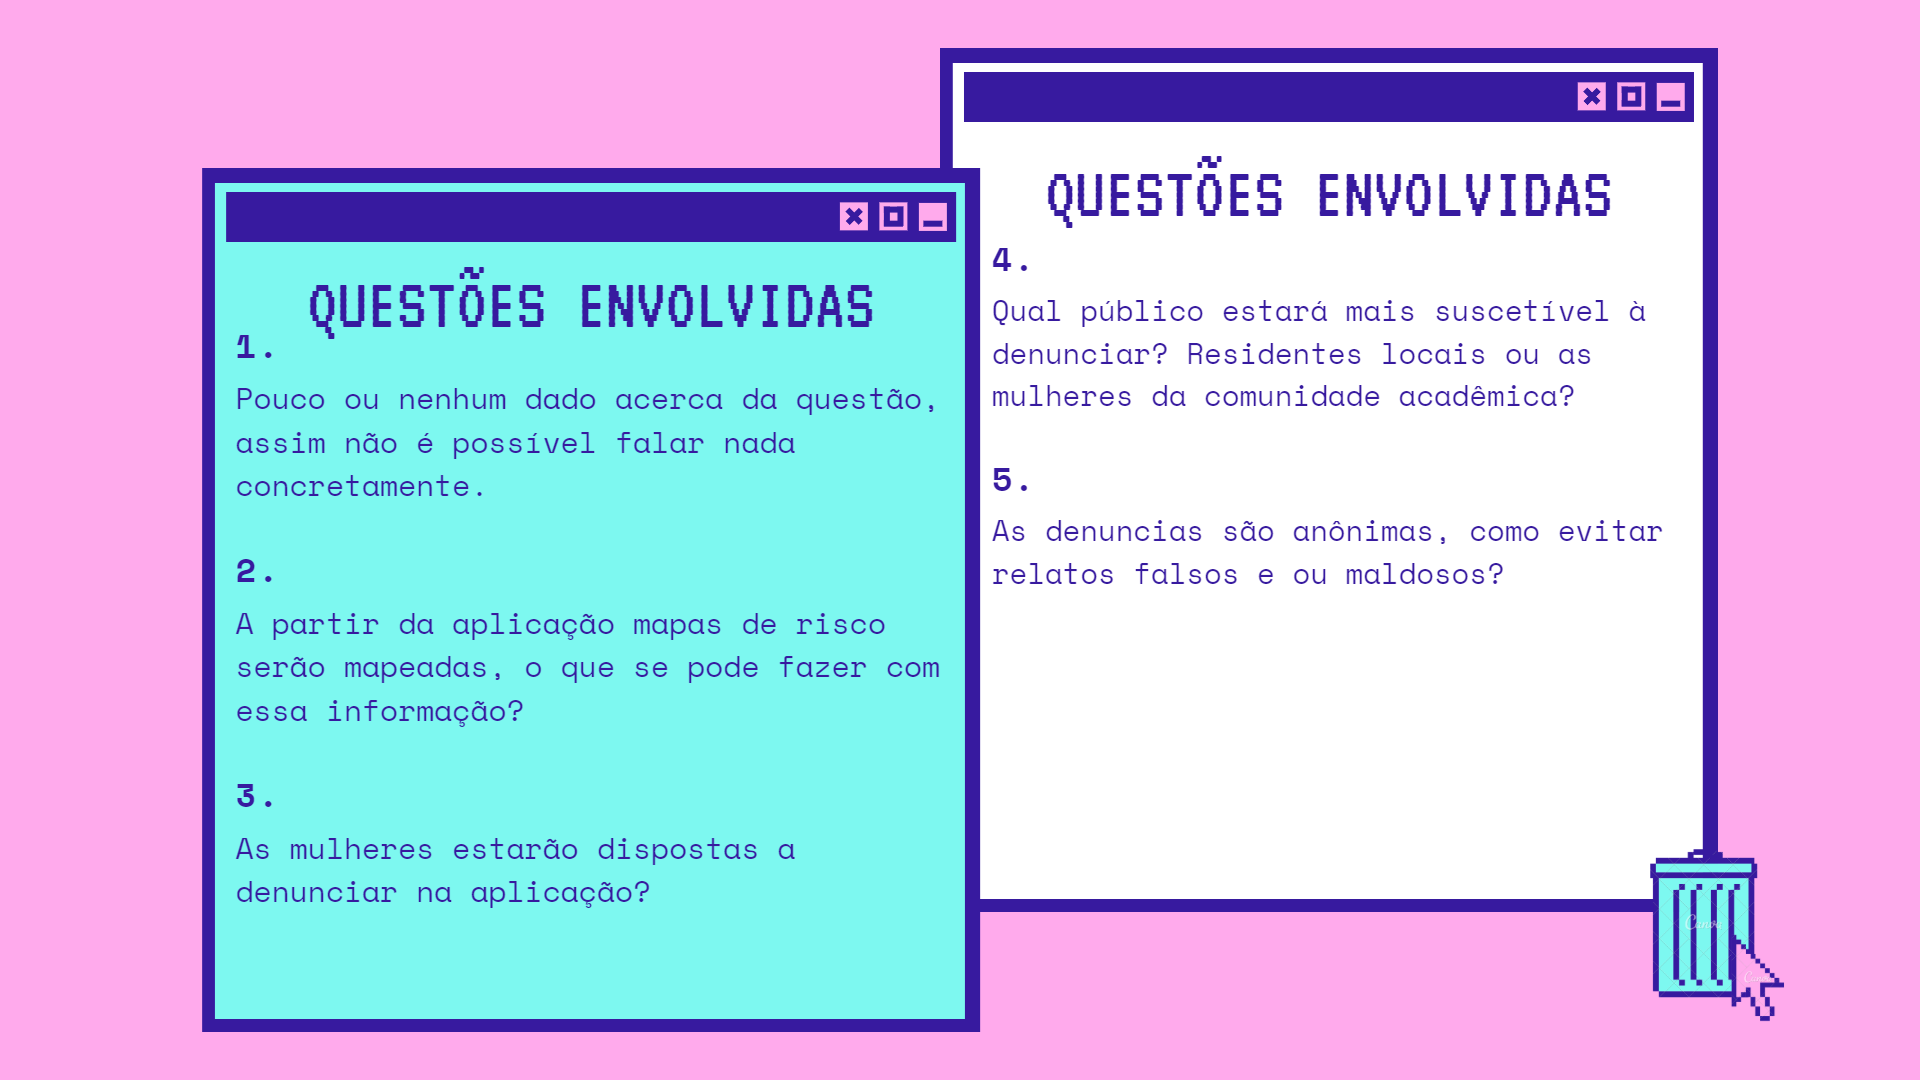 QUESTÕES ENVOLVIDAS
1.
Pouco ou nenhum dado acerca da questão,
assim não é possível falar nada
concretamente.
2.
A partir da aplicação mapas de risco
serão mapeadas, o que se pode fazer com
essa informação?
3.
As mulheres estarão dispostas a
denunciar na aplicação?
QUESTÕES ENVOLVIDAS
4.
Qual público estará mais suscetível à
denunciar? Residentes locais ou as
mulheres da comunidade acadêmica?
5.
As denuncias são anônimas, como evitar
relatos falsos e ou maldosos?
Canva